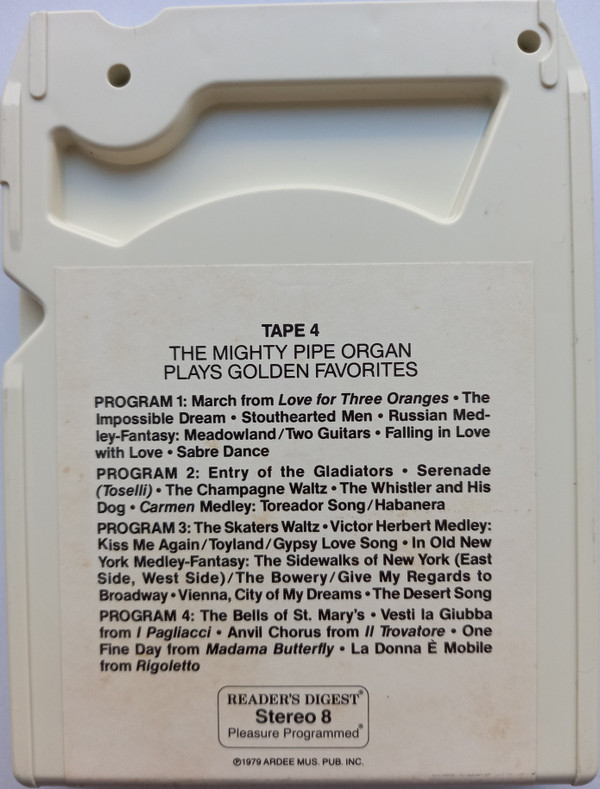 TAPE 4
THE MIGHTY PIPE ORGAN
PLAYS GOLDEN FAVORITES
PROGRAM 1: March from Love for Three Oranges • The
Impossible Dream • Stouthearted Men • Russian Med-
ley-Fantasy: Meadowland/Two Guitars • Falling in Love
with Love • Sabre Dance
PROGRAM 2: Entry of the Gladiators • Serenade
(Toselli) • The Champagne Waltz • The Whistler and His
Dog • Carmen Medley: Toreador Song/Habanera
PROGRAM 3: The Skaters Waltz • Victor Herbert Medley:
Kiss Me Again/Toyland/Gypsy Love Song • In Old New
York Medley-Fantasy: The Sidewalks of New York (East
Side, West Side)/The Bowery/Give My Regards to
Broadway • Vienna, City of My Dreams • The Desert Song
PROGRAM 4: The Bells of St. Mary's • Vesti la Giubba
from I Pagliacci • Anvil Chorus from Il Trovatore • One
Fine Day from Madama Butterfly • La Donna È Mobile
from Rigoletto
READER'S DIGEST®
Stereo 8
Pleasure Programmed®
℗1979 ARDEE MUS. PUB. INC.